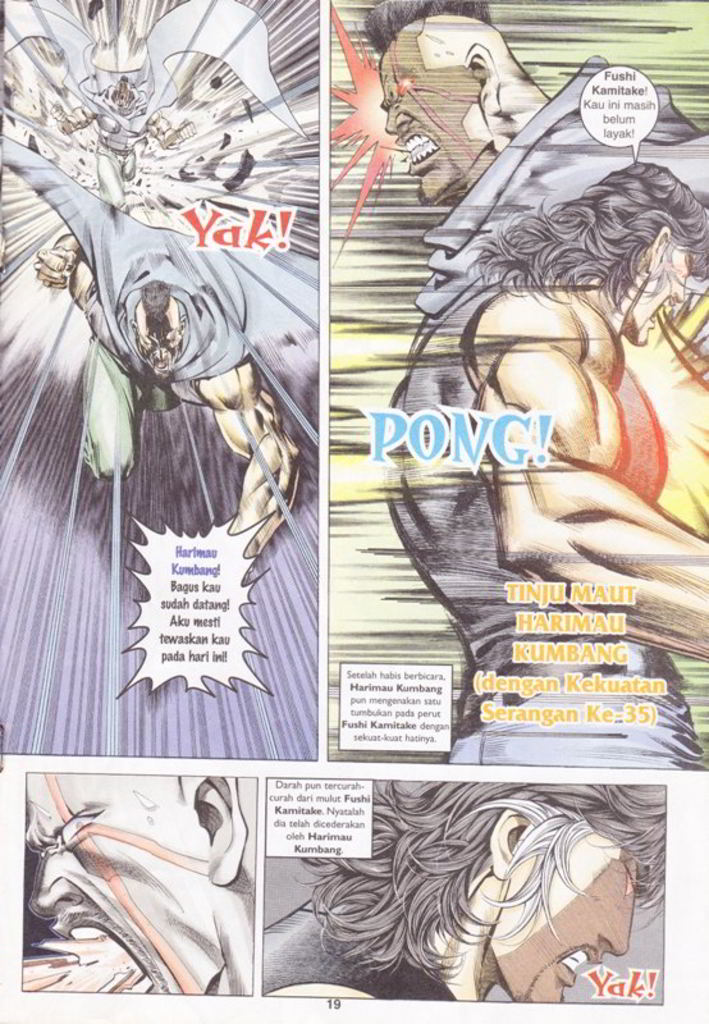 Yak!
Harimau
Kumbang!
Bagus kau
sudah datang!
Aku mesti
tewaskan kau
pada hari ini!
Fushi
Kamitake!
Kau ini masih
belum
layak!
PONG!
TINJU MAUT
HARIMAU
KUMBANG
(dengan Kekuatan
Serangan Ke-35)
Setelah habis berbicara,
Harimau Kumbang
pun mengenakan satu
tumbukan pada perut
Fushi Kamitake dengan
sekuat-kuat hatinya.
Darah pun tercurah-
curah dari mulut Fushi
Kamitake. Nyatalah
dia telah dicederakan
oleh Harimau
Kumbang.
Yak!
19